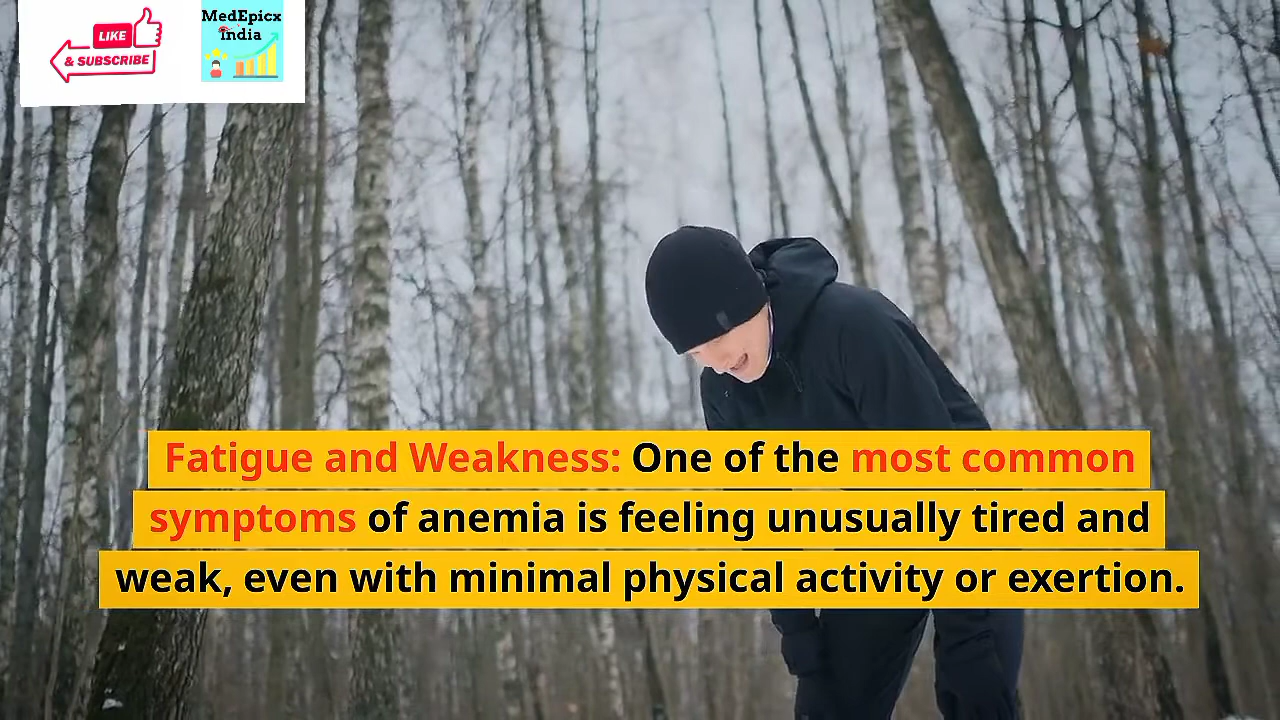 LIKE
& SUBSCRIBE
MedEpicx
India
Fatigue and Weakness: One of the most common
symptoms of anemia is feeling unusually tired and
weak, even with minimal physical activity or exertion.